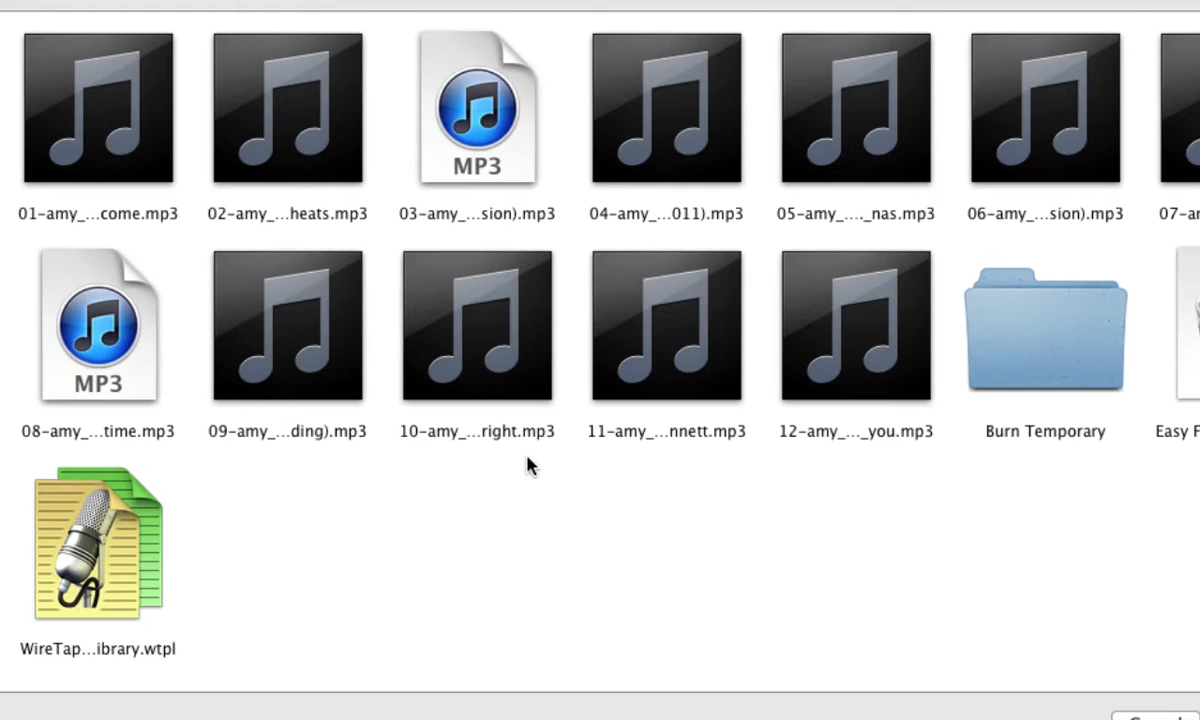 01-amy_...come.mp3 02-amy_...heats.mp3 03-amy_...sion).mp3 04-amy_...011).mp3 05-amy_...._nas.mp3 06-amy_...sion).mp3
MP3
MP3
08-amy_...time.mp3 09-amy_...ding).mp3 10-amy_...right.mp3 11-amy_...nnett.mp3 12-amy_..._you.mp3 Burn Temporary Easy F
WireTap...ibrary.wtpl